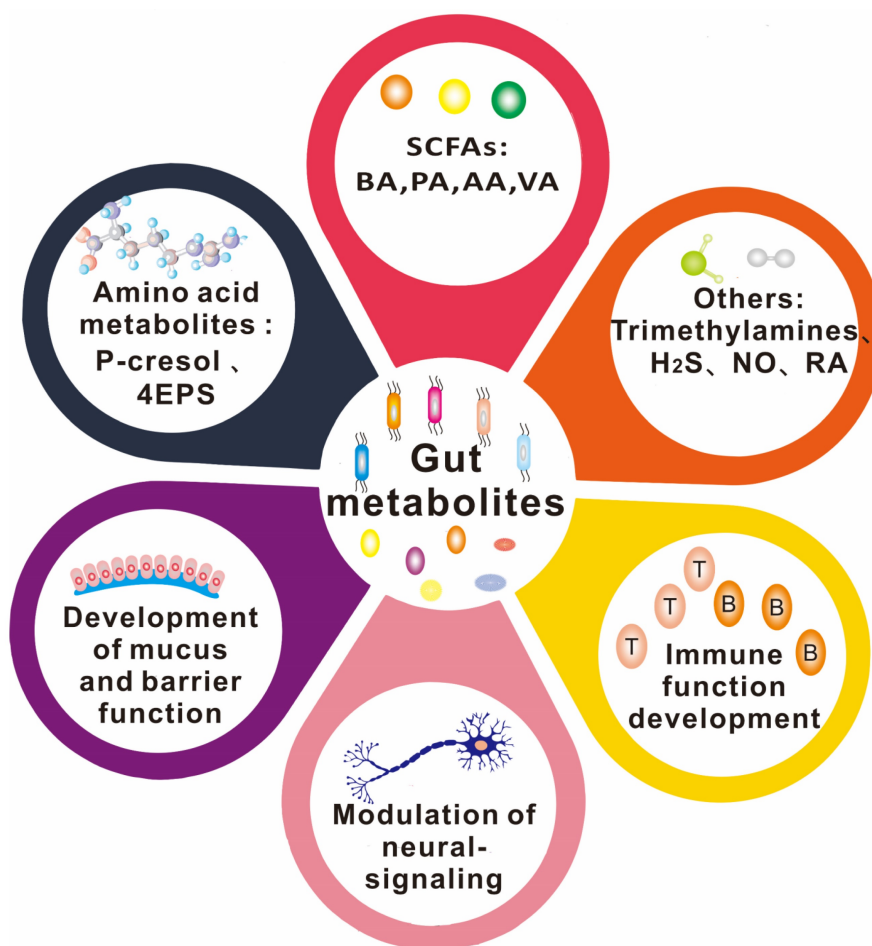 SCFAs:
BA,PA,AA,VA
Amino acid
metabolites :
P-cresol 、
4EPS
Others:
Trimethylamines、
H₂S、NO、RA
Gut
metabolites
Development
of mucus
and barrier
function
T
T
B
B
T
B
Immune
function
development
Modulation of
neural-
signaling